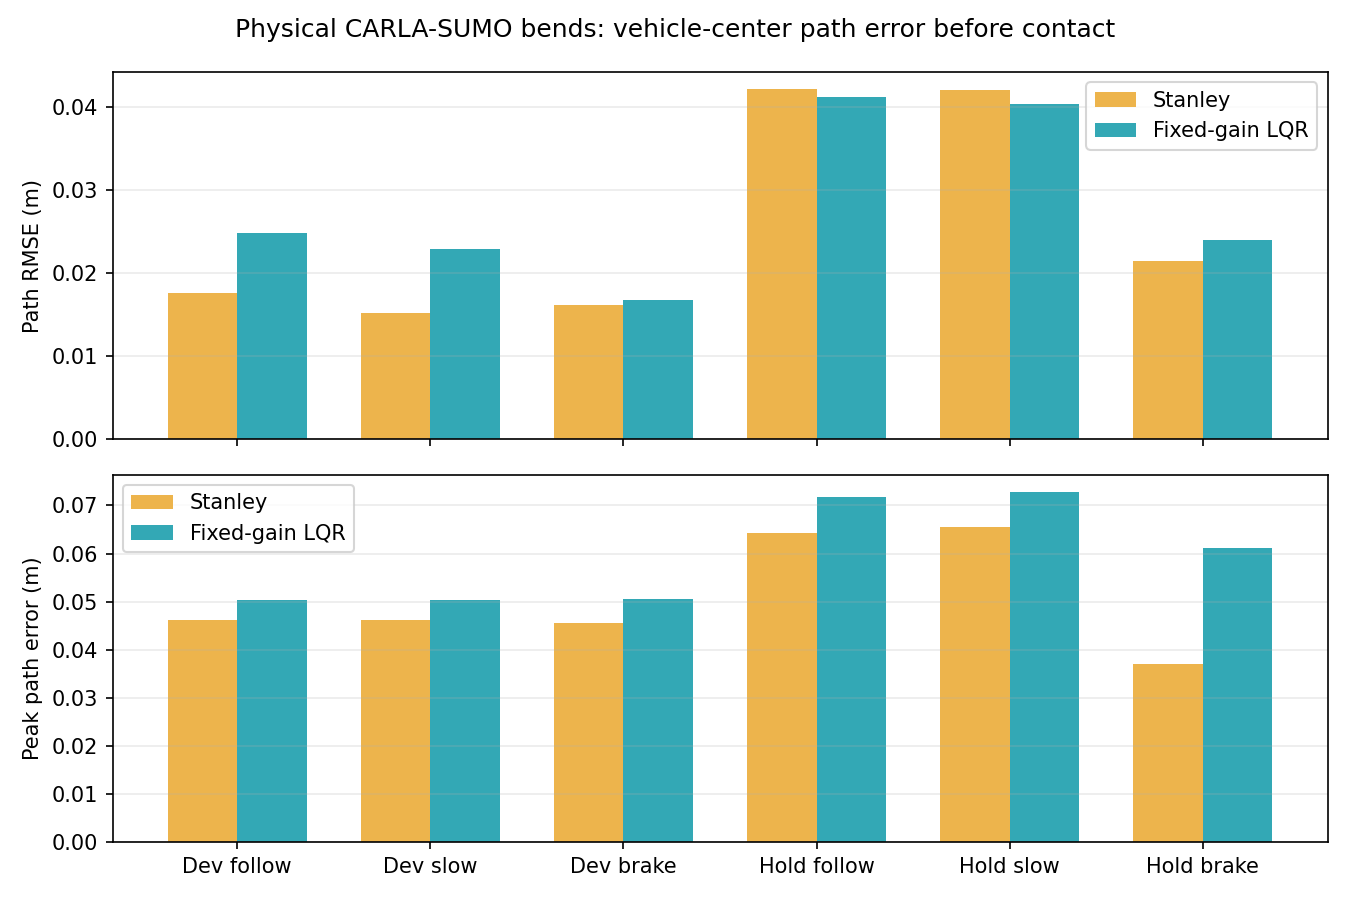 Physical CARLA-SUMO bends: vehicle-center path error before contact
Path RMSE (m)
0.04
0.03
0.02
0.01
0.00
Stanley
Fixed-gain LQR
Peak path error (m)
0.07
0.06
0.05
0.04
0.03
0.02
0.01
0.00
Stanley
Fixed-gain LQR
Dev follow
Dev slow
Dev brake
Hold follow
Hold slow
Hold brake